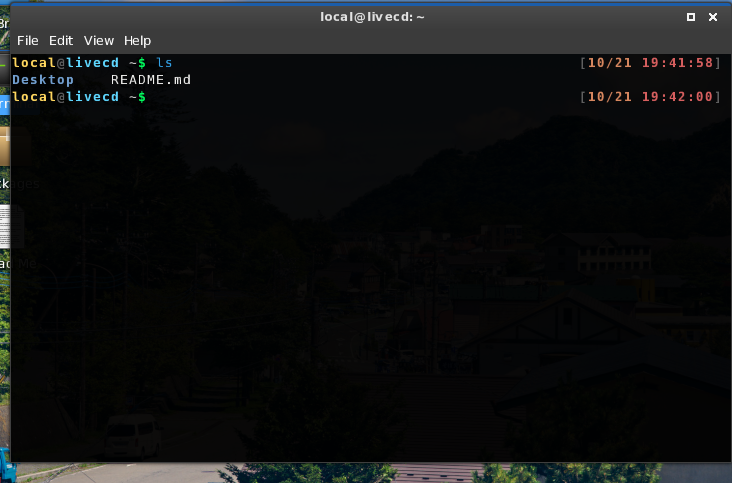 local@livecd:~
File Edit View Help
local@livecd ~$ ls [10/21 19:41:58]
Desktop README.md
local@livecd ~$ [10/21 19:42:00]